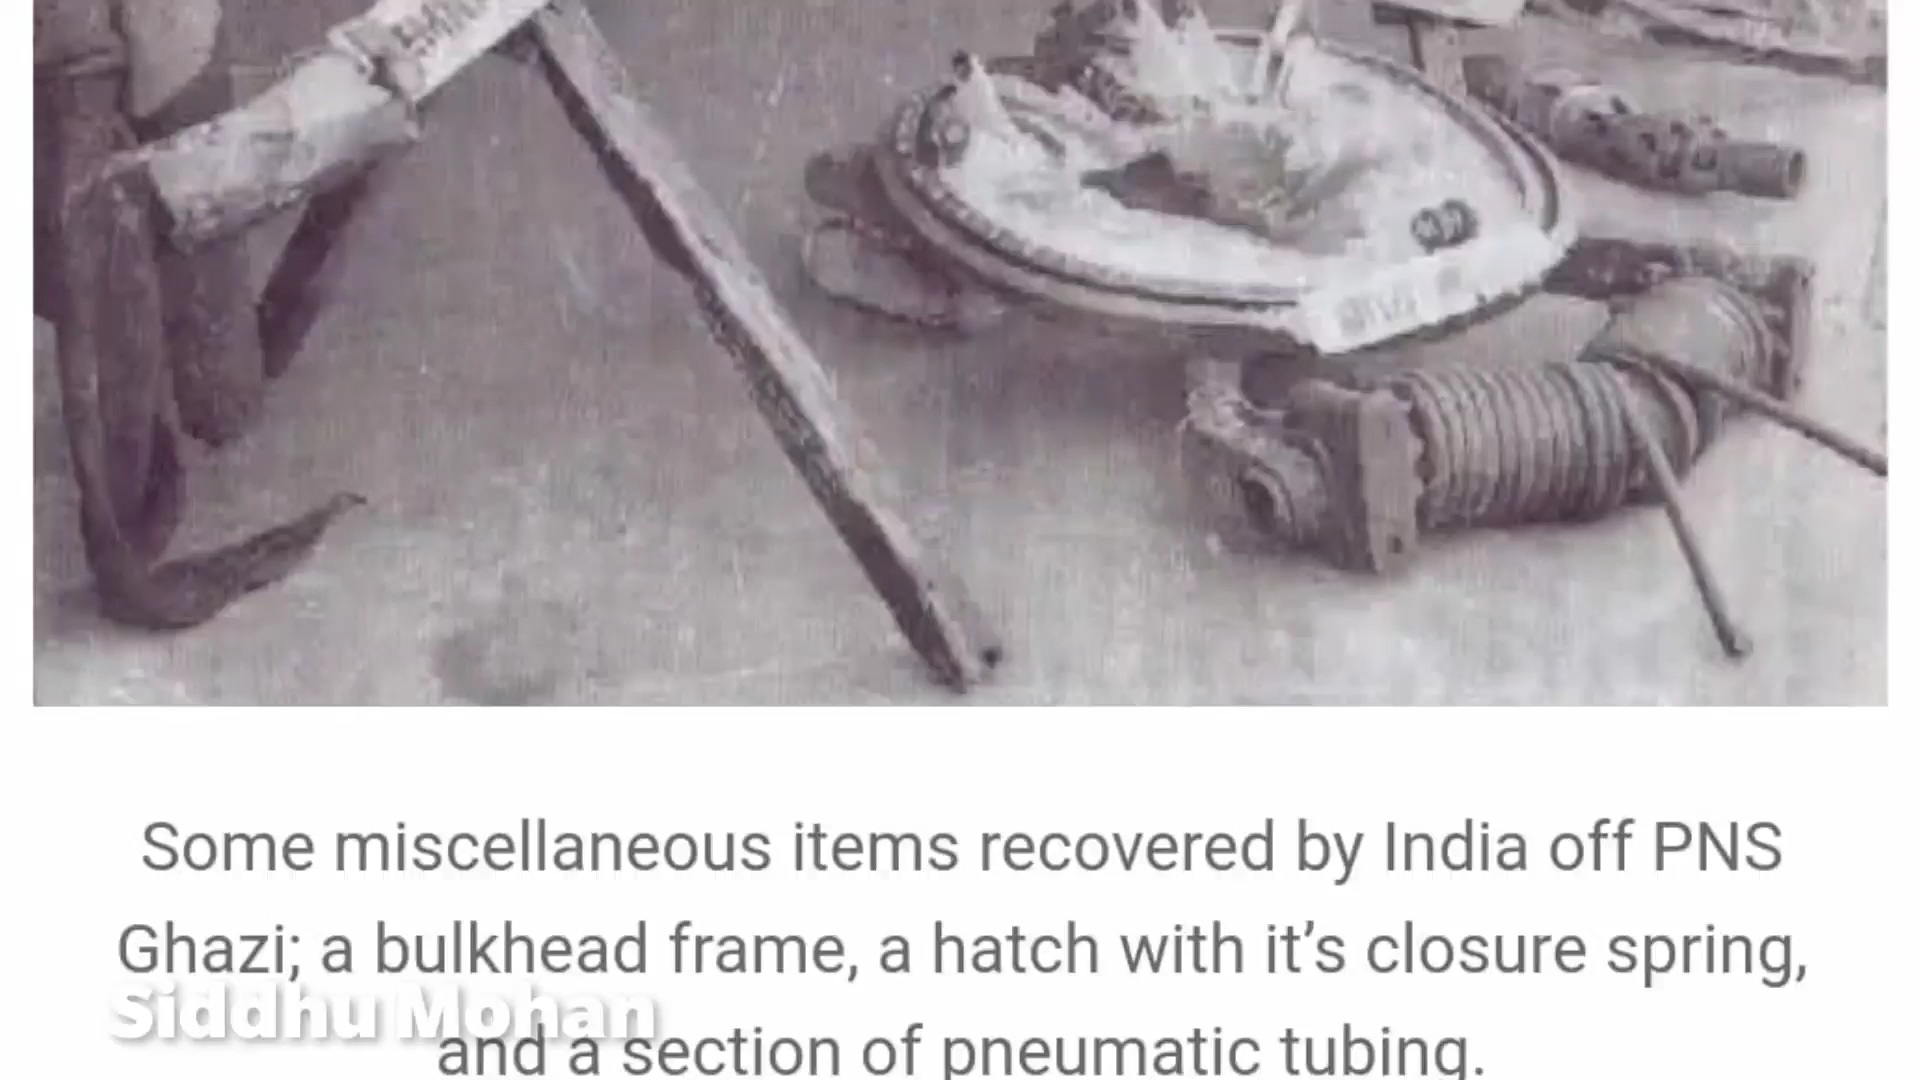 Some miscellaneous items recovered by India off PNS
Ghazi; a bulkhead frame, a hatch with it's closure spring,
Siddhu Mohan
and a section of pneumatic tubing.